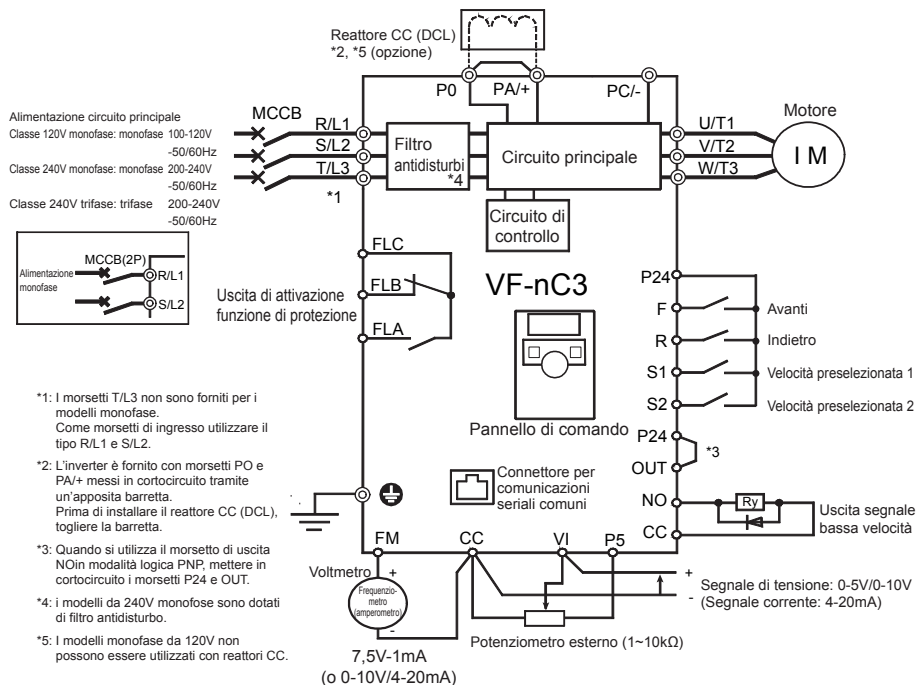 Reattore CC (DCL)
*2, *5 (opzione)
P0
PA/+
PC/-
Alimentazione circuito principale
Classe 120V monofase: monofase 100-120V
-50/60Hz
Classe 240V monofase: monofase 200-240V
-50/60Hz
Classe 240V trifase: trifase 200-240V
-50/60Hz
MCCB
R/L1
S/L2
T/L3
*1
Filtro
antidisturbi
*4
Circuito principale
Circuito di
controllo
U/T1
V/T2
W/T3
Motore
I M
MCCB(2P)
Alimentazione
monofase
R/L1
S/L2
FLC
FLB
FLA
Uscita di attivazione
funzione di protezione
VF-nC3
Pannello di comando
Connettore per
comunicazioni
seriali comuni
P24
F
Avanti
R
Indietro
S1
Velocità preselezionata 1
S2
Velocità preselezionata 2
P24
*3
OUT
NO
Ry
CC
Uscita segnale
bassa velocità
*1: I morsetti T/L3 non sono forniti per i
modelli monofase.
Come morsetti di ingresso utilizzare il
tipo R/L1 e S/L2.
*2: L'inverter è fornito con morsetti PO e
PA/+ messi in cortocircuito tramite
un'apposita barretta.
Prima di installare il reattore CC (DCL),
togliere la barretta.
*3: Quando si utilizza il morsetto di uscita
NOin modalità logica PNP, mettere in
cortocircuito i morsetti P24 e OUT.
*4: i modelli da 240V monofose sono dotati
di filtro antidisturbo.
*5: I modelli monofase da 120V non
possono essere utilizzati con reattori CC.
FM
CC
VI
P5
Voltmetro
+
Frequenzio-
metro
(amperometro)
-
7,5V-1mA
(o 0-10V/4-20mA)
Potenziometro esterno (1~10kΩ)
+
-
Segnale di tensione: 0-5V/0-10V
(Segnale corrente: 4-20mA)